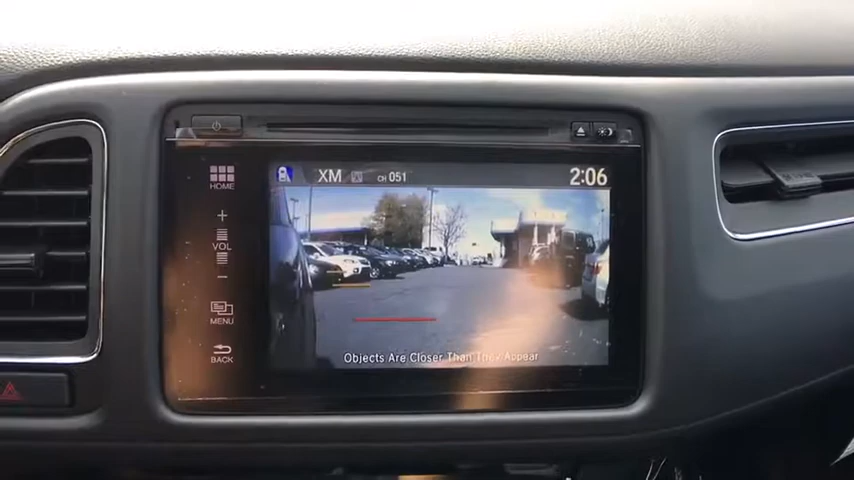 HOME
XM CH 051 2:06
+
VOL
-
MENU
BACK
Objects Are Closer Than They Appear